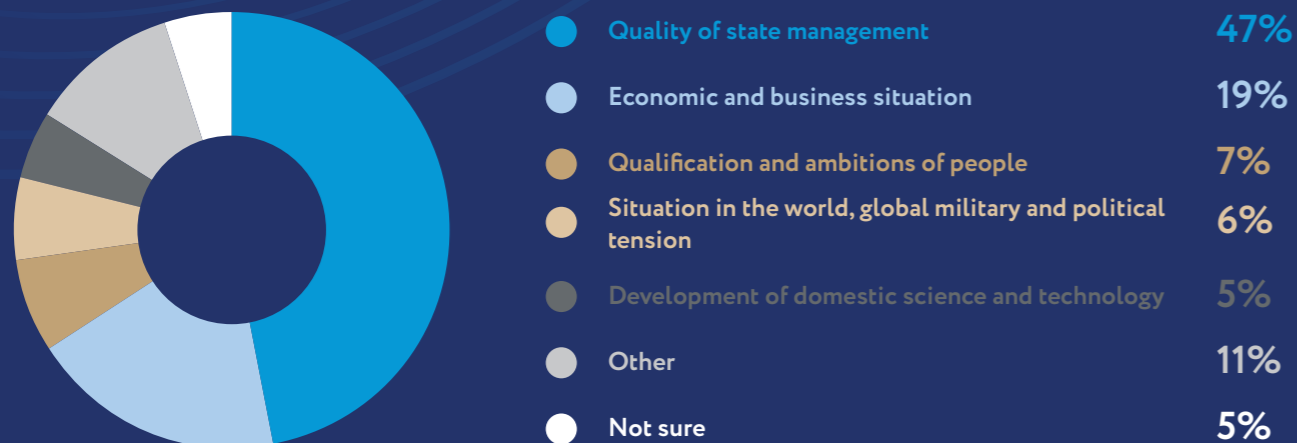 Quality of state management 47%
Economic and business situation 19%
Qualification and ambitions of people 7%
Situation in the world, global military and political
tension 6%
Development of domestic science and technology 5%
Other 11%
Not sure 5%